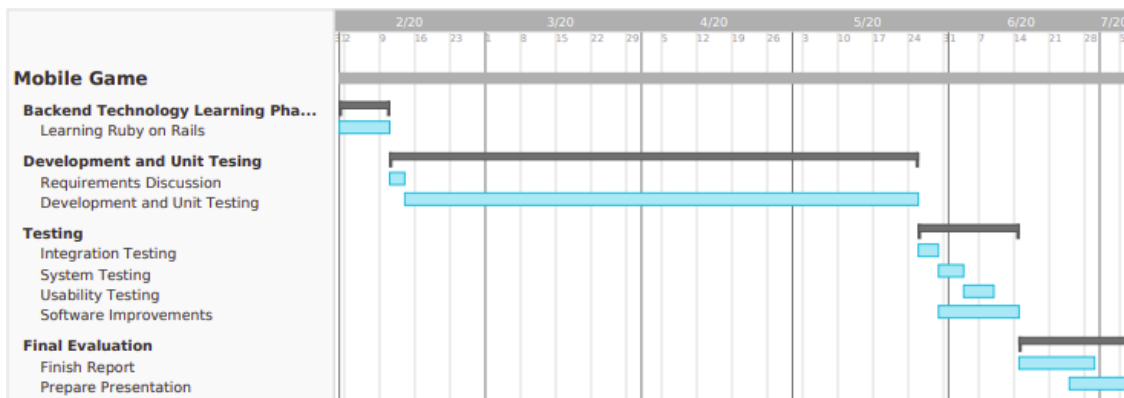 2/20 3/20 4/20 5/20 6/20 7/20
2 9 16 23 1 8 15 22 29 5 12 19 26 3 10 17 24 31 7 14 21 28
Mobile Game
Backend Technology Learning Pha...
Learning Ruby on Rails
Development and Unit Tesing
Requirements Discussion
Development and Unit Testing
Testing
Integration Testing
System Testing
Usability Testing
Software Improvements
Final Evaluation
Finish Report
Prepare Presentation